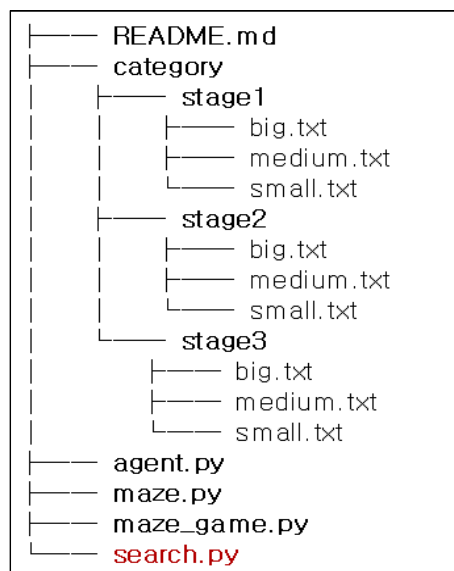 ├── README.md
├── category
│   ├── stage1
│   │   ├── big.txt
│   │   ├── medium.txt
│   │   └── small.txt
│   ├── stage2
│   │   ├── big.txt
│   │   ├── medium.txt
│   │   └── small.txt
│   └── stage3
│       ├── big.txt
│       ├── medium.txt
│       └── small.txt
├── agent.py
├── maze.py
├── maze_game.py
└── search.py